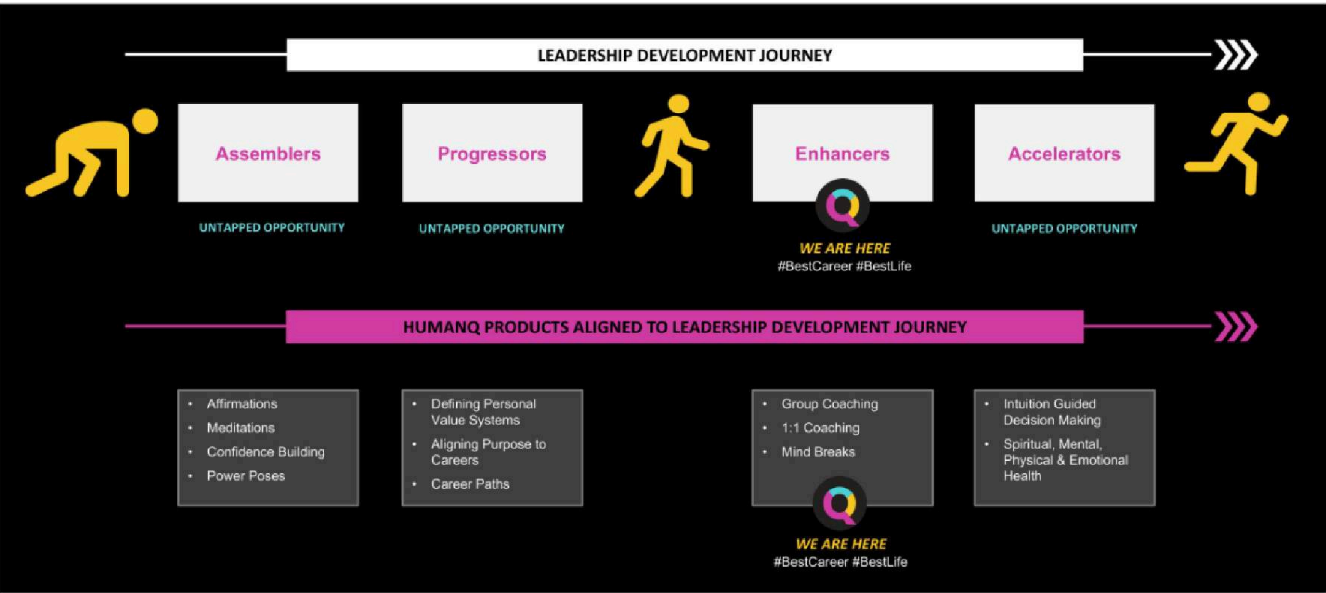 LEADERSHIP DEVELOPMENT JOURNEY
Assemblers
Progressors
Enhancers
Accelerators
UNTAPPED OPPORTUNITY
UNTAPPED OPPORTUNITY
WE ARE HERE
#BestCareer #BestLife
UNTAPPED OPPORTUNITY
HUMANQ PRODUCTS ALIGNED TO LEADERSHIP DEVELOPMENT JOURNEY
• Affirmations
• Meditations
• Confidence Building
• Power Poses
• Defining Personal
Value Systems
• Aligning Purpose to
Careers
• Career Paths
• Group Coaching
• 1:1 Coaching
• Mind Breaks
• Intuition Guided
Decision Making
• Spiritual, Mental,
Physical & Emotional
Health
WE ARE HERE
#BestCareer #BestLife